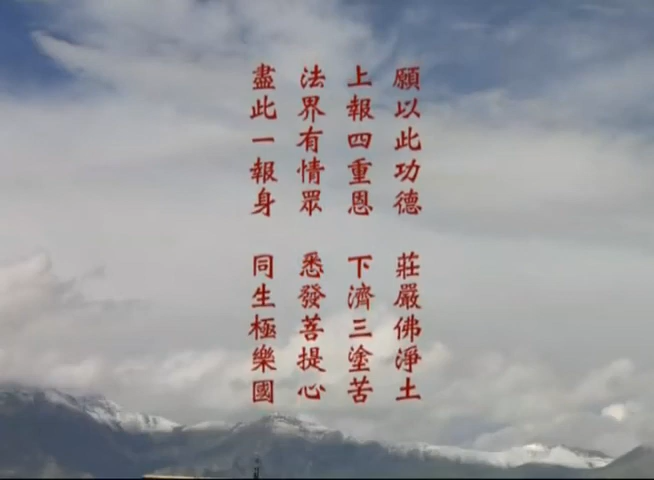 願以此功德　莊嚴佛淨土
上報四重恩　下濟三塗苦
法界有情眾　悉發菩提心
盡此一報身　同生極樂國